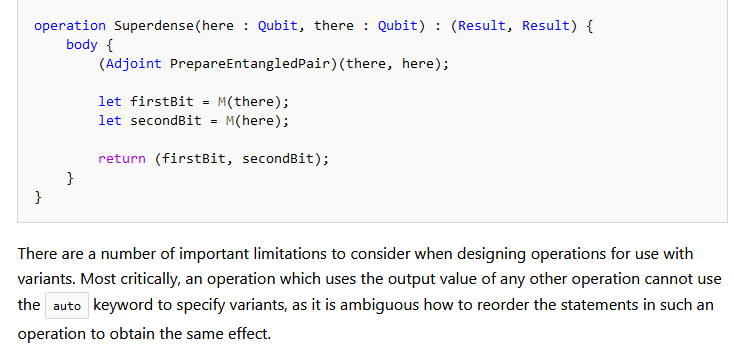 operation Superdense(here : Qubit, there : Qubit) : (Result, Result) {
    body {
        (Adjoint PrepareEntangledPair)(there, here);

        let firstBit = M(there);
        let secondBit = M(here);

        return (firstBit, secondBit);
    }
}
There are a number of important limitations to consider when designing operations for use with
variants. Most critically, an operation which uses the output value of any other operation cannot use
the auto keyword to specify variants, as it is ambiguous how to reorder the statements in such an
operation to obtain the same effect.